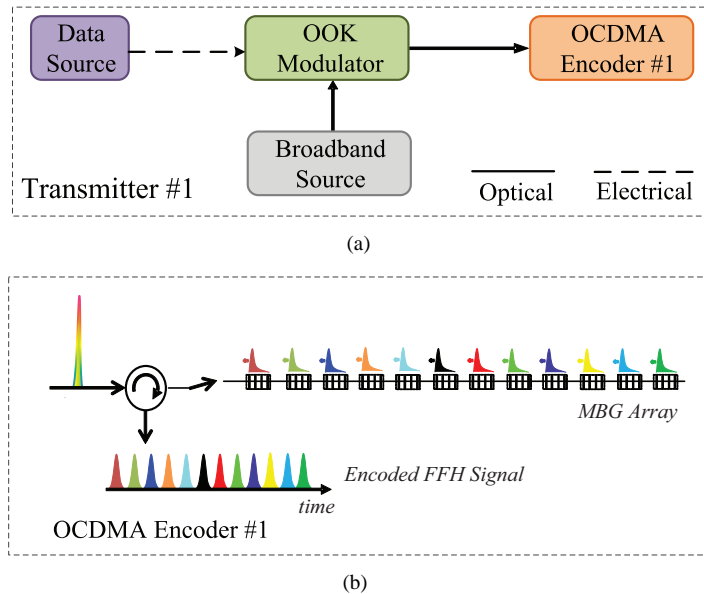 Data
Source
OOK
Modulator
OCDMA
Encoder #1
Broadband
Source
Transmitter #1
Optical
Electrical
(a)
MBG Array
Encoded FFH Signal
time
OCDMA Encoder #1
(b)